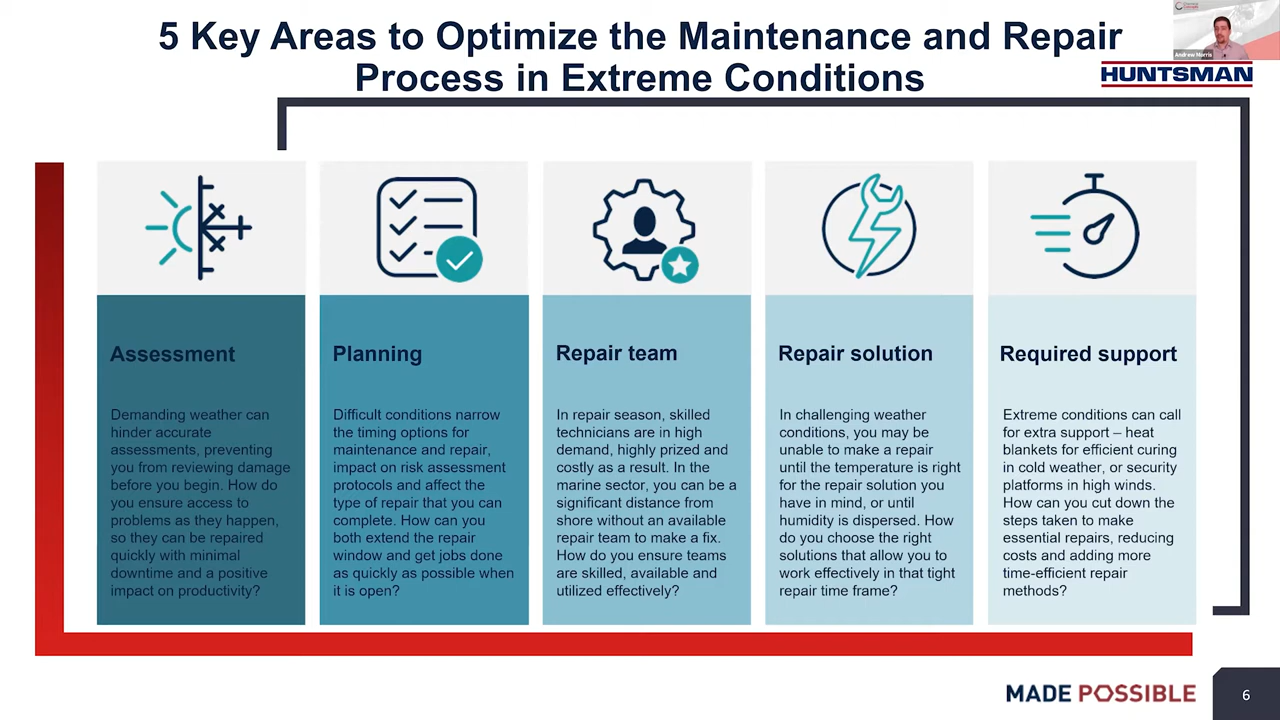 5 Key Areas to Optimize the Maintenance and Repair
Process in Extreme Conditions
Andrew Morris
HUNTSMAN
Assessment
Demanding weather can
hinder accurate
assessments, preventing
you from reviewing damage
before you begin. How do
you ensure access to
problems as they happen,
so they can be repaired
quickly with minimal
downtime and a positive
impact on productivity?
Planning
Difficult conditions narrow
the timing options for
maintenance and repair,
impact on risk assessment
protocols and affect the
type of repair that you can
complete. How can you
both extend the repair
window and get jobs done
as quickly as possible when
it is open?
Repair team
In repair season, skilled
technicians are in high
demand, highly prized and
costly as a result. In the
marine sector, you can be a
significant distance from
shore without an available
repair team to make a fix.
How do you ensure teams
are skilled, available and
utilized effectively?
Repair solution
In challenging weather
conditions, you may be
unable to make a repair
until the temperature is right
for the repair solution you
have in mind, or until
humidity is dispersed. How
do you choose the right
solutions that allow you to
work effectively in that tight
repair time frame?
Required support
Extreme conditions can call
for extra support – heat
blankets for efficient curing
in cold weather, or security
platforms in high winds.
How can you cut down the
steps taken to make
essential repairs, reducing
costs and adding more
time-efficient repair
methods?
MADE POSSIBLE
6